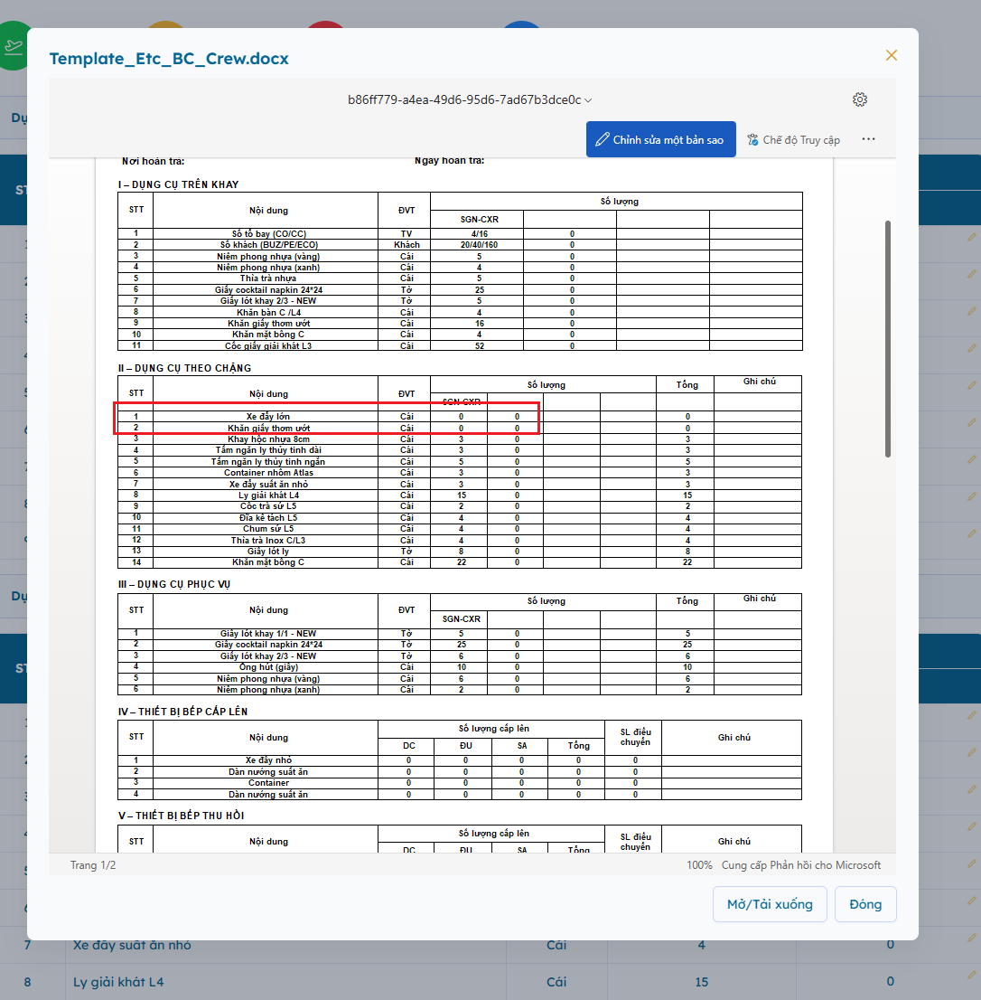 Template_Etc_BC_Crew.docx
b86ff779-a4ea-49d6-95d6-7ad67b3dce0c
Chỉnh sửa một bản sao Chế độ Truy cập ...
Nơi hoàn trả: Ngày hoàn trả:
I – DỤNG CỤ TRÊN KHAY
STT Nội dung ĐVT Số lượng
SGN-CXR
1 Số tổ bay (CO/CC) TV 4/16 0
2 Số khách (BUZ/PE/ECO) Khách 20/40/160 0
3 Niêm phong nhựa (vàng) Cái 5 0
4 Niêm phong nhựa (xanh) Cái 4 0
5 Thìa trà nhựa Cái 5 0
6 Giấy cocktail napkin 24*24 Tờ 25 0
7 Giấy lót khay 2/3 - NEW Tờ 5 0
8 Khăn bàn C /L4 Cái 4 0
9 Khăn giấy thơm ướt Cái 16 0
10 Khăn mặt bông C Cái 4 0
11 Cốc giấy giải khát L3 Cái 52 0
II – DỤNG CỤ THEO CHẶNG
STT Nội dung ĐVT Số lượng Tổng Ghi chú
SGN-CXR
1 Xe đẩy lớn Cái 0 0 0
2 Khăn giấy thơm ướt Cái 0 0 0
3 Khay hộc nhựa 8cm Cái 3 0 3
4 Tấm ngăn ly thủy tinh dài Cái 3 0 3
5 Tấm ngăn ly thủy tinh ngắn Cái 5 0 5
6 Container nhôm Atlas Cái 3 0 3
7 Xe đẩy suất ăn nhỏ Cái 3 0 3
8 Ly giải khát L4 Cái 15 0 15
9 Cốc trà sứ L5 Cái 2 0 2
10 Đĩa kê tách L5 Cái 4 0 4
11 Chum sứ L5 Cái 4 0 4
12 Thìa trà Inox C/L3 Cái 4 0 4
13 Giấy lót ly Tờ 8 0 8
14 Khăn mặt bông C Cái 22 0 22
III – DỤNG CỤ PHỤC VỤ
STT Nội dung ĐVT Số lượng Tổng Ghi chú
SGN-CXR
1 Giấy lót khay 1/1 - NEW Tờ 5 0 5
2 Giấy cocktail napkin 24*24 Tờ 25 0 25
3 Giấy lót khay 2/3 - NEW Tờ 6 0 6
4 Ống hút (giấy) Cái 10 0 10
5 Niêm phong nhựa (vàng) Cái 6 0 6
6 Niêm phong nhựa (xanh) Cái 2 0 2
IV – THIẾT BỊ BẾP CẤP LÊN
STT Nội dung Số lượng cấp lên SL điều chuyển Ghi chú
DC ĐU SA Tổng
1 Xe đẩy nhỏ 0 0 0 0 0
2 Dàn nướng suất ăn 0 0 0 0 0
3 Container 0 0 0 0 0
4 Dàn nướng suất ăn 0 0 0 0 0
V – THIẾT BỊ BẾP THU HỒI
STT Nội dung Số lượng cấp lên SL điều chuyển Ghi chú
DC ĐU SA Tổng
Trang 1/2 100% Cung cấp Phản hồi cho Microsoft
Mở/Tải xuống Đóng
7 Xe đẩy suất ăn nhỏ Cái 4 0
8 Ly giải khát L4 Cái 15 0